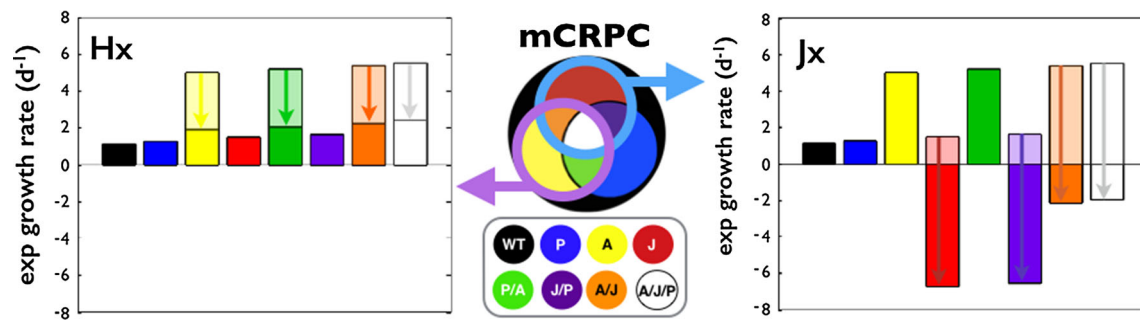 Hx
exp growth rate (d-1)
8
6
4
2
0
-2
-4
-6
-8
mCRPC
WT P A J
P/A J/P A/J A/J/P
Jx
exp growth rate (d-1)
8
6
4
2
0
-2
-4
-6
-8